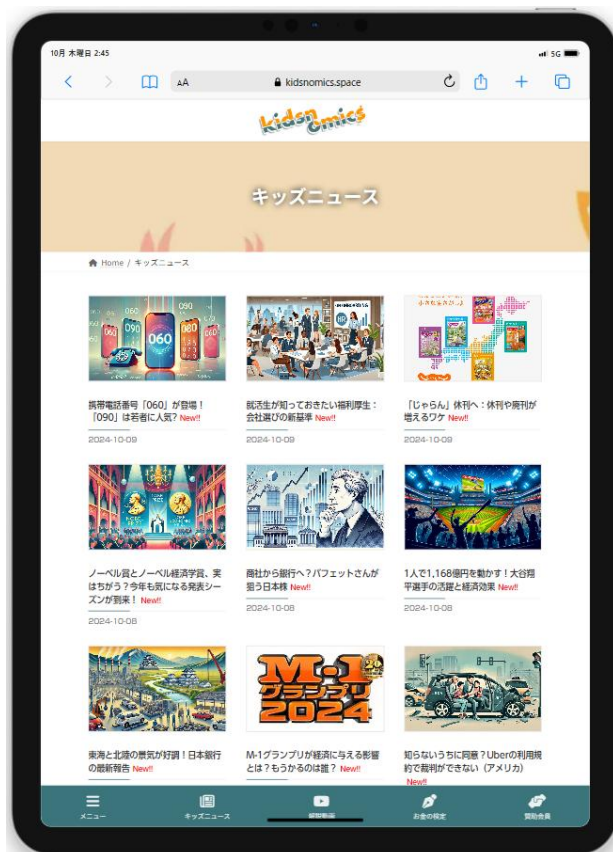 10月 木曜日 2:45
5G
AA
kidsnomics.space
kidsnomics
キッズニュース
Home / キッズニュース
090
060
090
060
080
HR
携帯電話番号「060」が登場！
「090」は若者に人気? New!!
2024-10-09
就活生が知っておきたい福利厚生：
会社選びの新基準 New!!
2024-10-09
「じゃらん」休刊へ：休刊や廃刊が
増えるワケ New!!
2024-10-09
ノーベル賞とノーベル経済学賞、実
はちがう？今年も気になる発表シー
ズンが到来！ New!!
2024-10-08
商社から銀行へ？バフェットさんが
狙う日本株 New!!
2024-10-08
1人で1,168億円を動かす！大谷翔
平選手の活躍と経済効果 New!!
2024-10-08
M-1
グランプリ
2024
東海と北陸の景気が好調！日本銀行
の最新報告 New!!
M-1グランプリが経済に与える影響
とは？もうかるのは誰？ New!!
知らないうちに同意？Uberの利用規
約で裁判ができない（アメリカ）
New!!
メニュー
キッズニュース
解説動画
お金の検定
賛助会員